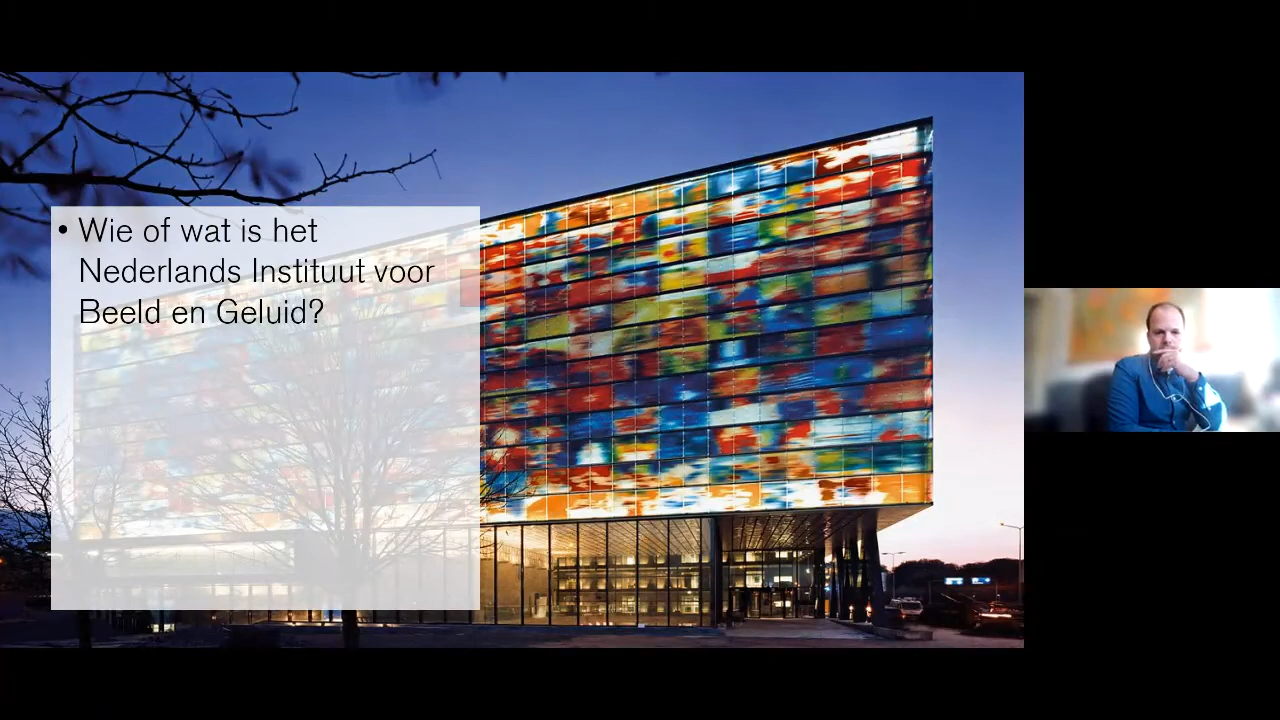 • Wie of wat is het
Nederlands Instituut voor
Beeld en Geluid?